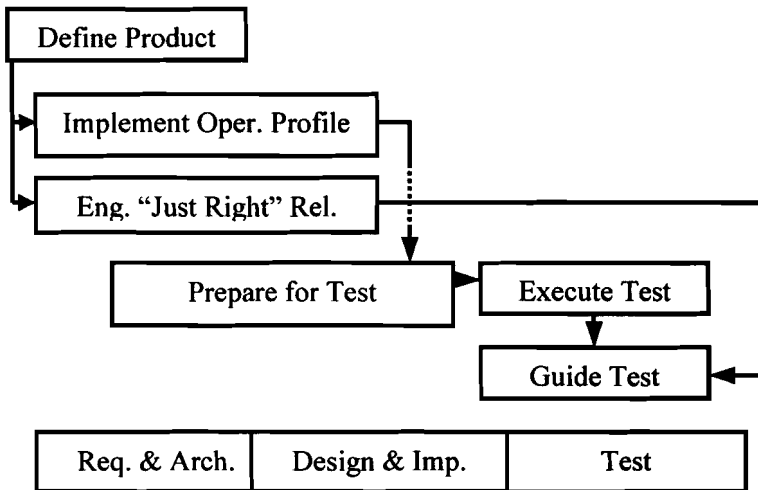 Define Product
Implement Oper. Profile
Eng. “Just Right” Rel.
Prepare for Test
Execute Test
Guide Test
Req. & Arch.
Design & Imp.
Test